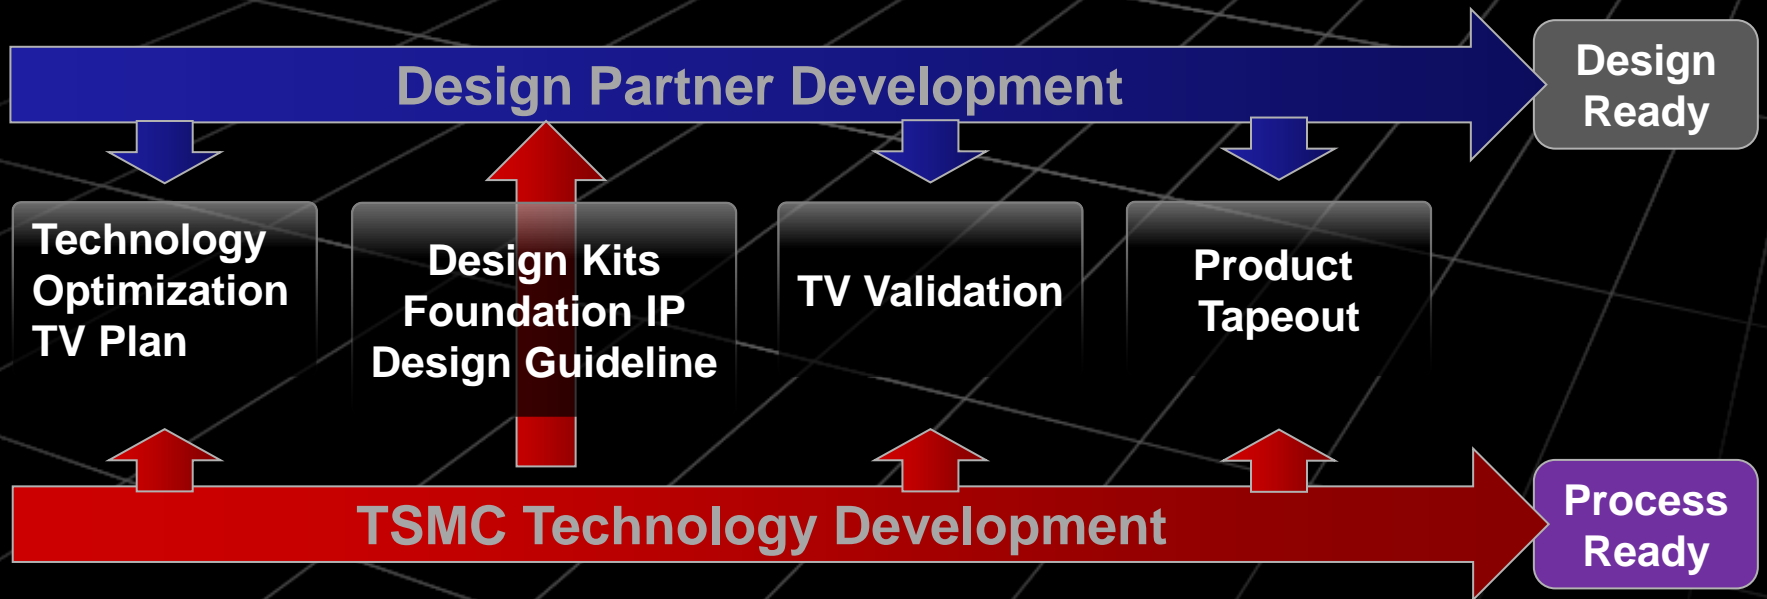 Design Partner Development
Design
Ready
Technology
Optimization
TV Plan
Design Kits
Foundation IP
Design Guideline
TV Validation
Product
Tapeout
TSMC Technology Development
Process
Ready